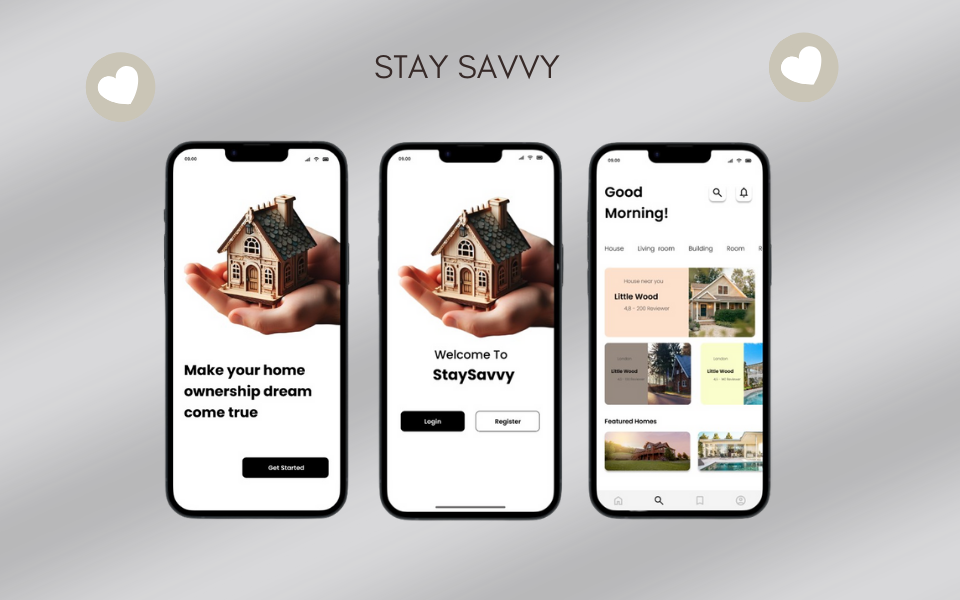 STAY SAVVY
09.00
Make your home
ownership dream
come true
Get Started
09.00
Welcome To
StaySavvy
Login
Register
09.00
Good
Morning!
House
Living room
Building
Room
R
House near you
Little Wood
4,8 - 200 Reviewer
London
Little Wood
London
Little Wood
Featured Homes